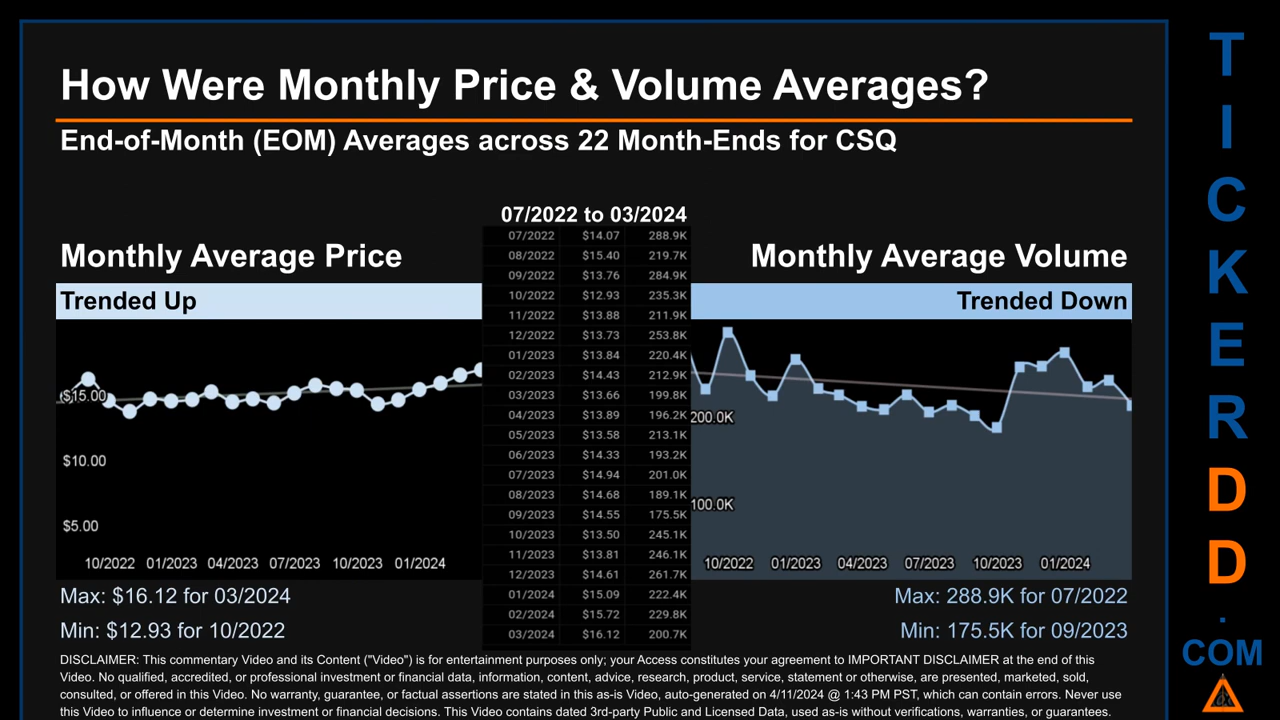 How Were Monthly Price & Volume Averages?
End-of-Month (EOM) Averages across 22 Month-Ends for CSQ
07/2022 to 03/2024
Monthly Average Price
Trended Up
$15.00
$10.00
$5.00
10/2022 01/2023 04/2023 07/2023 10/2023 01/2024
Max: $16.12 for 03/2024
Min: $12.93 for 10/2022
07/2022 $14.07 288.9K
08/2022 $15.40 219.7K
09/2022 $13.76 284.9K
10/2022 $12.93 235.3K
11/2022 $13.88 211.9K
12/2022 $13.73 253.8K
01/2023 $13.84 220.4K
02/2023 $14.43 212.9K
03/2023 $13.66 199.8K
04/2023 $13.89 196.2K
05/2023 $13.58 213.1K
06/2023 $14.33 193.2K
07/2023 $14.94 201.0K
08/2023 $14.68 189.1K
09/2023 $14.55 175.5K
10/2023 $13.50 245.1K
11/2023 $13.81 246.1K
12/2023 $14.61 261.7K
01/2024 $15.09 222.4K
02/2024 $15.72 229.8K
03/2024 $16.12 200.7K
Monthly Average Volume
Trended Down
200.0K
100.0K
10/2022 01/2023 04/2023 07/2023 10/2023 01/2024
Max: 288.9K for 07/2022
Min: 175.5K for 09/2023
DISCLAIMER: This commentary Video and its Content ("Video") is for entertainment purposes only; your Access constitutes your agreement to IMPORTANT DISCLAIMER at the end of this
Video. No qualified, accredited, or professional investment or financial data, information, content, advice, research, product, service, statement or otherwise, are presented, marketed, sold,
consulted, or offered in this Video. No warranty, guarantee, or factual assertions are stated in this as-is Video, auto-generated on 4/11/2024 @ 1:43 PM PST, which can contain errors. Never use
this Video to influence or determine investment or financial decisions. This Video contains dated 3rd-party Public and Licensed Data, used as-is without verifications, warranties, or guarantees.
T
I
C
K
E
R
D
D
.
COM